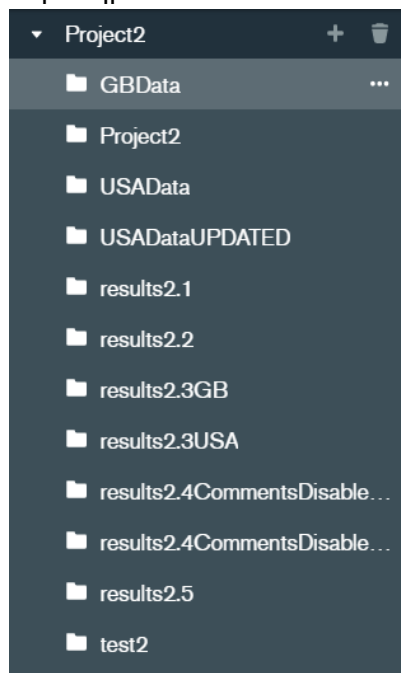 Project2
GBData
Project2
USAData
USADataUPDATED
results2.1
results2.2
results2.3GB
results2.3USA
results2.4CommentsDisable...
results2.4CommentsDisable...
results2.5
test2